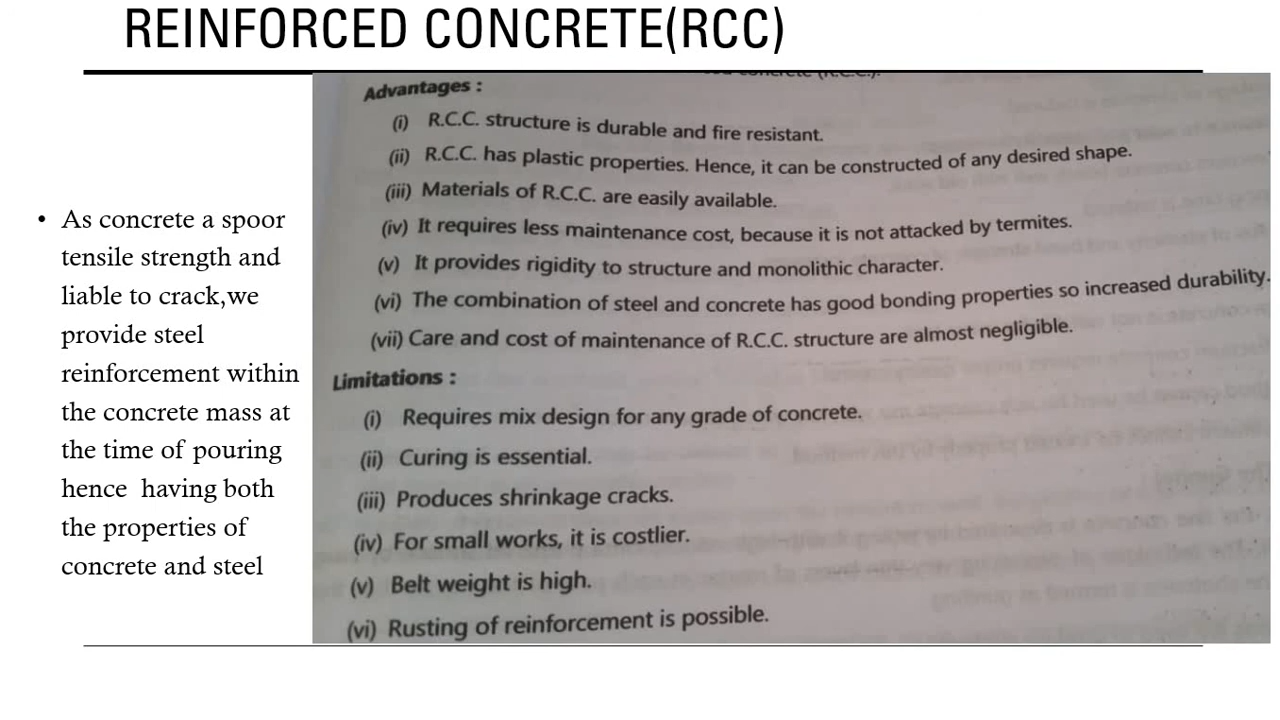 REINFORCED CONCRETE(RCC)
• As concrete a spoor
tensile strength and
liable to crack,we
provide steel
reinforcement within
the concrete mass at
the time of pouring
hence having both
the properties of
concrete and steel
concrete (R.C.C.).
Advantages :
(i) R.C.C. structure is durable and fire resistant.
(ii) R.C.C. has plastic properties. Hence, it can be constructed of any desired shape.
(iii) Materials of R.C.C. are easily available.
(iv) It requires less maintenance cost, because it is not attacked by termites.
(v) It provides rigidity to structure and monolithic character.
(vi) The combination of steel and concrete has good bonding properties so increased durability.
(vii) Care and cost of maintenance of R.C.C. structure are almost negligible.
Limitations :
(i) Requires mix design for any grade of concrete.
(ii) Curing is essential.
(iii) Produces shrinkage cracks.
(iv) For small works, it is costlier.
(v) Belt weight is high.
(vi) Rusting of reinforcement is possible.